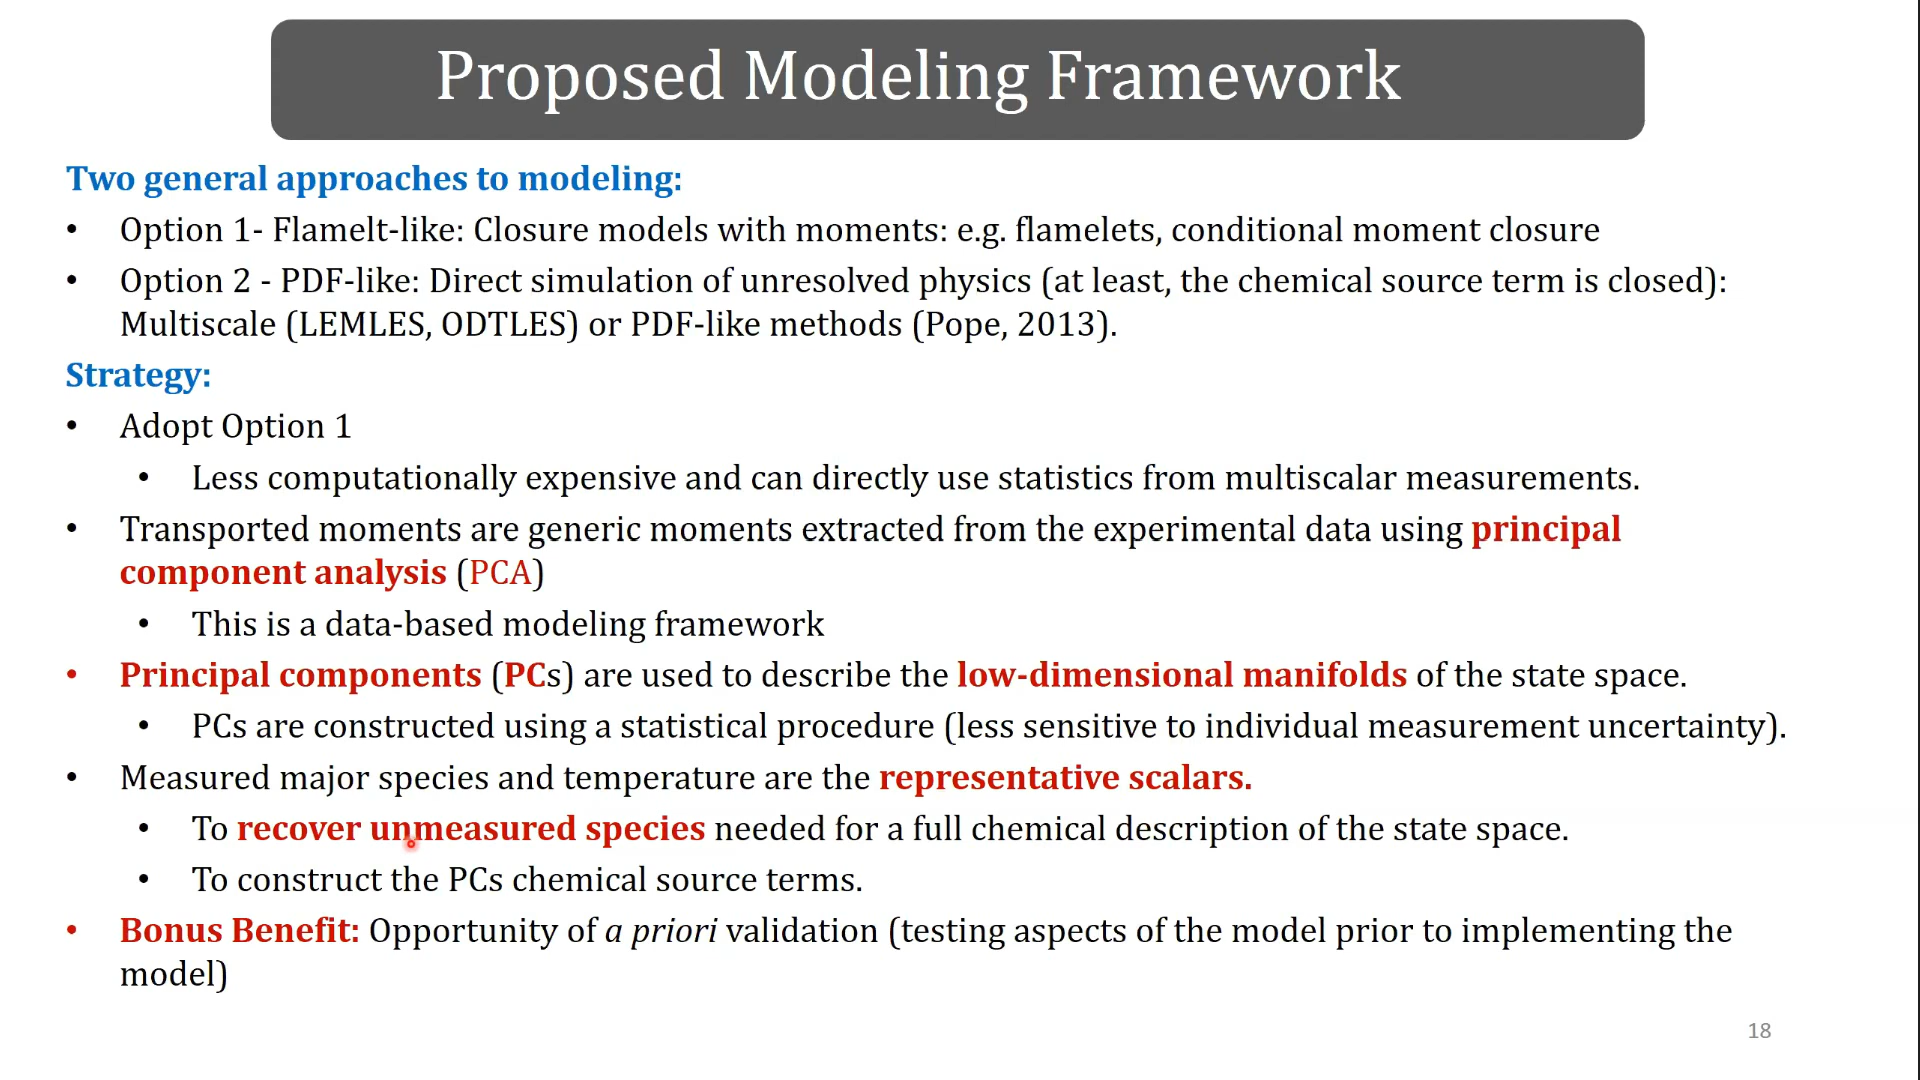 Proposed Modeling Framework
Two general approaches to modeling:
• Option 1- Flamelt-like: Closure models with moments: e.g. flamelets, conditional moment closure
• Option 2 - PDF-like: Direct simulation of unresolved physics (at least, the chemical source term is closed):
Multiscale (LEMLES, ODTLES) or PDF-like methods (Pope, 2013).
Strategy:
• Adopt Option 1
• Less computationally expensive and can directly use statistics from multiscalar measurements.
• Transported moments are generic moments extracted from the experimental data using principal
component analysis (PCA)
• This is a data-based modeling framework
• Principal components (PCs) are used to describe the low-dimensional manifolds of the state space.
• PCs are constructed using a statistical procedure (less sensitive to individual measurement uncertainty).
• Measured major species and temperature are the representative scalars.
• To recover unmeasured species needed for a full chemical description of the state space.
• To construct the PCs chemical source terms.
• Bonus Benefit: Opportunity of a priori validation (testing aspects of the model prior to implementing the
model)
18